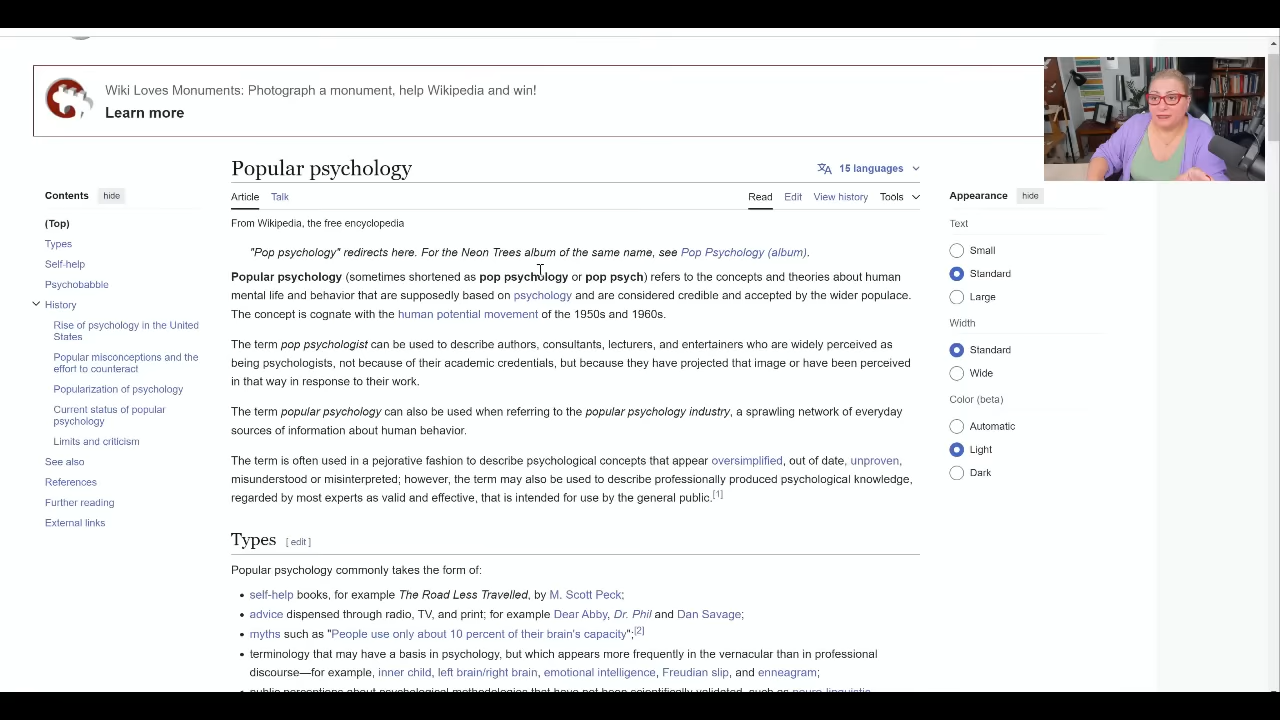 Wiki Loves Monuments: Photograph a monument, help Wikipedia and win!
Learn more
Popular psychology
15 languages
Contents hide
(Top)
Types
Self-help
Psychobabble
History
Rise of psychology in the United
States
Popular misconceptions and the
effort to counteract
Popularization of psychology
Current status of popular
psychology
Limits and criticism
See also
References
Further reading
External links
Article Talk Read Edit View history Tools
From Wikipedia, the free encyclopedia
"Pop psychology" redirects here. For the Neon Trees album of the same name, see Pop Psychology (album).
Popular psychology (sometimes shortened as pop psychology or pop psych) refers to the concepts and theories about human
mental life and behavior that are supposedly based on psychology and are considered credible and accepted by the wider populace.
The concept is cognate with the human potential movement of the 1950s and 1960s.
The term pop psychologist can be used to describe authors, consultants, lecturers, and entertainers who are widely perceived as
being psychologists, not because of their academic credentials, but because they have projected that image or have been perceived
in that way in response to their work.
The term popular psychology can also be used when referring to the popular psychology industry, a sprawling network of everyday
sources of information about human behavior.
The term is often used in a pejorative fashion to describe psychological concepts that appear oversimplified, out of date, unproven,
misunderstood or misinterpreted; however, the term may also be used to describe professionally produced psychological knowledge,
regarded by most experts as valid and effective, that is intended for use by the general public.[1]
Types [ edit ]
Popular psychology commonly takes the form of:
• self-help books, for example The Road Less Travelled, by M. Scott Peck;
• advice dispensed through radio, TV, and print; for example Dear Abby, Dr. Phil and Dan Savage;
• myths such as "People use only about 10 percent of their brain's capacity";[2]
• terminology that may have a basis in psychology, but which appears more frequently in the vernacular than in professional
discourse—for example, inner child, left brain/right brain, emotional intelligence, Freudian slip, and enneagram;
• public perceptions about psychological methodologies that have not been scientifically validated, such as neuro-linguistic
Appearance hide
Text
Small
Standard
Large
Width
Standard
Wide
Color (beta)
Automatic
Light
Dark